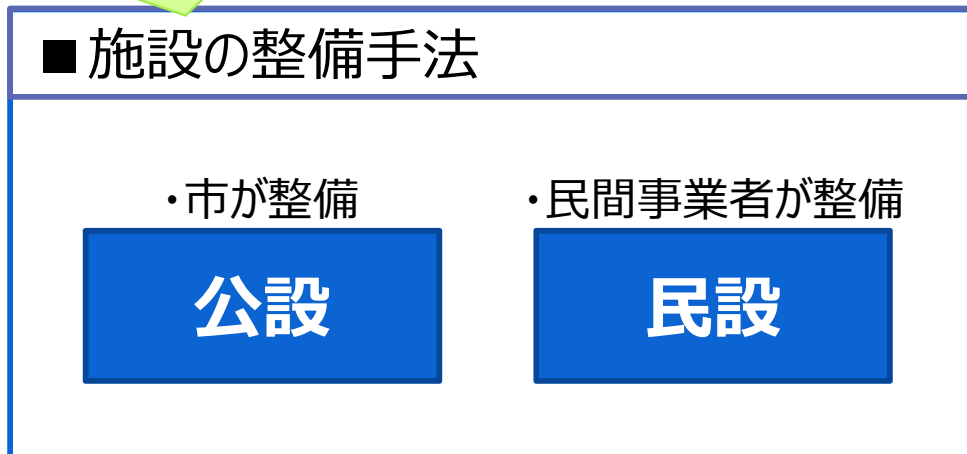 ■施設の整備手法
・市が整備
・民間事業者が整備
公設
民設